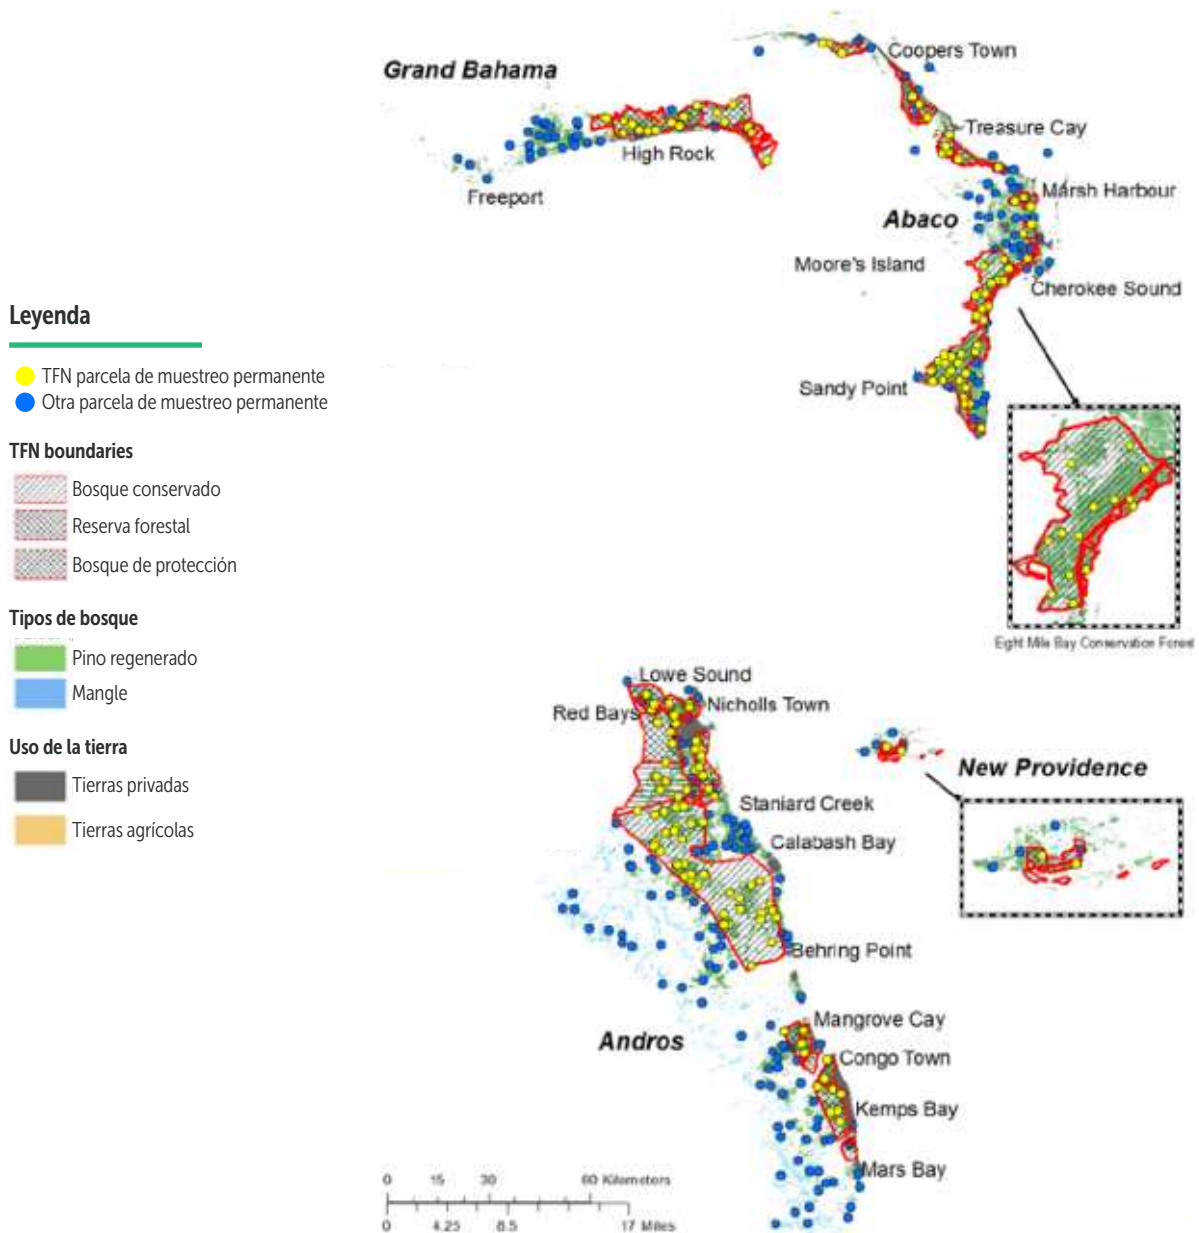 Grand Bahama
Coopers Town
Treasure Cay
High Rock
Freeport
Marsh Harbour
Abaco
Moore's Island
Cherokee Sound
Sandy Point
Eight Mile Bay Conservation Forest
Leyenda
TFN parcela de muestreo permanente
Otra parcela de muestreo permanente
TFN boundaries
Bosque conservado
Reserva forestal
Bosque de protección
Tipos de bosque
Pino regenerado
Mangle
Uso de la tierra
Tierras privadas
Tierras agrícolas
Lowe Sound
Red Bays
Nicholls Town
New Providence
Staniard Creek
Calabash Bay
Behring Point
Andros
Mangrove Cay
Congo Town
Kemps Bay
Mars Bay
0 15 30 60 Kilometers
0 4.25 8.5 17 Miles